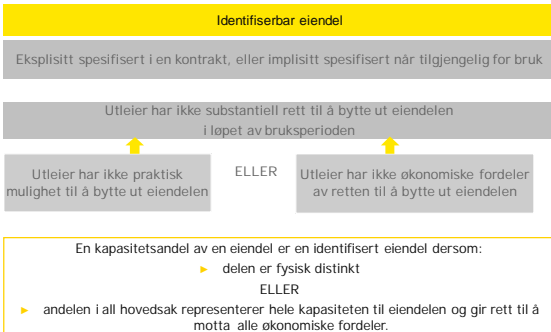 Identifiserbar eiendel
Eksplisitt spesifisert i en kontrakt, eller implisitt spesifisert når tilgjengelig for bruk
Utleier har ikke substantiell rett til å bytte ut eiendelen
i løpet av bruksperioden
Utleier har ikke praktisk
mulighet til å bytte ut eiendelen
ELLER
Utleier har ikke økonomiske fordeler
av retten til å bytte ut eiendelen
En kapasitetsandel av en eiendel er en identifisert eiendel dersom:
► delen er fysisk distinkt
ELLER
► andelen i all hovedsak representerer hele kapasiteten til eiendelen og gir rett til å
motta alle økonomiske fordeler.